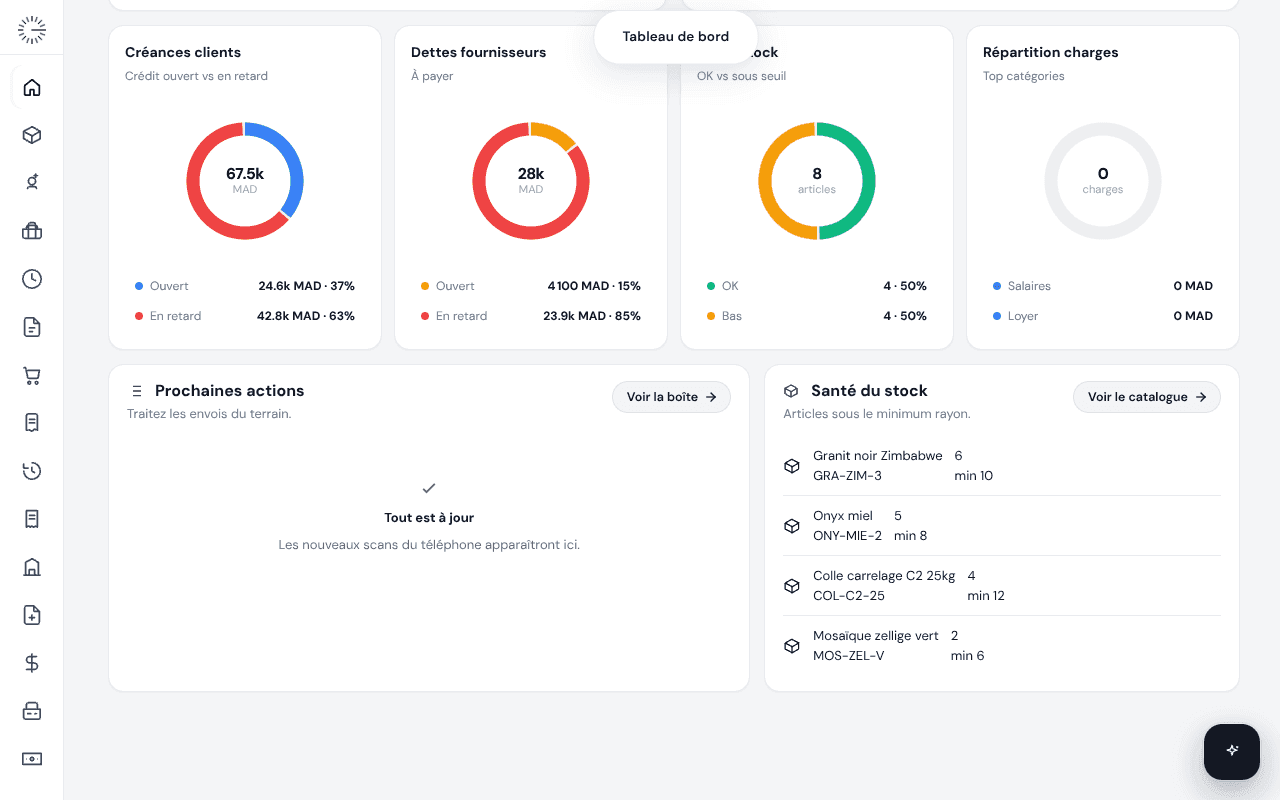 Tableau de bord
Créances clients
Crédit ouvert vs en retard
67.5k
MAD
Ouvert 24.6k MAD · 37%
En retard 42.8k MAD · 63%
Dettes fournisseurs
À payer
28k
MAD
Ouvert 4 100 MAD · 15%
En retard 23.9k MAD · 85%
ock
OK vs sous seuil
8
articles
OK 4 · 50%
Bas 4 · 50%
Répartition charges
Top catégories
0
charges
Salaires 0 MAD
Loyer 0 MAD
Prochaines actions
Voir la boîte →
Traitez les envois du terrain.
Tout est à jour
Les nouveaux scans du téléphone apparaîtront ici.
Santé du stock
Voir le catalogue →
Articles sous le minimum rayon.
Granit noir Zimbabwe 6
GRA-ZIM-3 min 10
Onyx miel 5
ONY-MIE-2 min 8
Colle carrelage C2 25kg 4
COL-C2-25 min 12
Mosaïque zellige vert 2
MOS-ZEL-V min 6